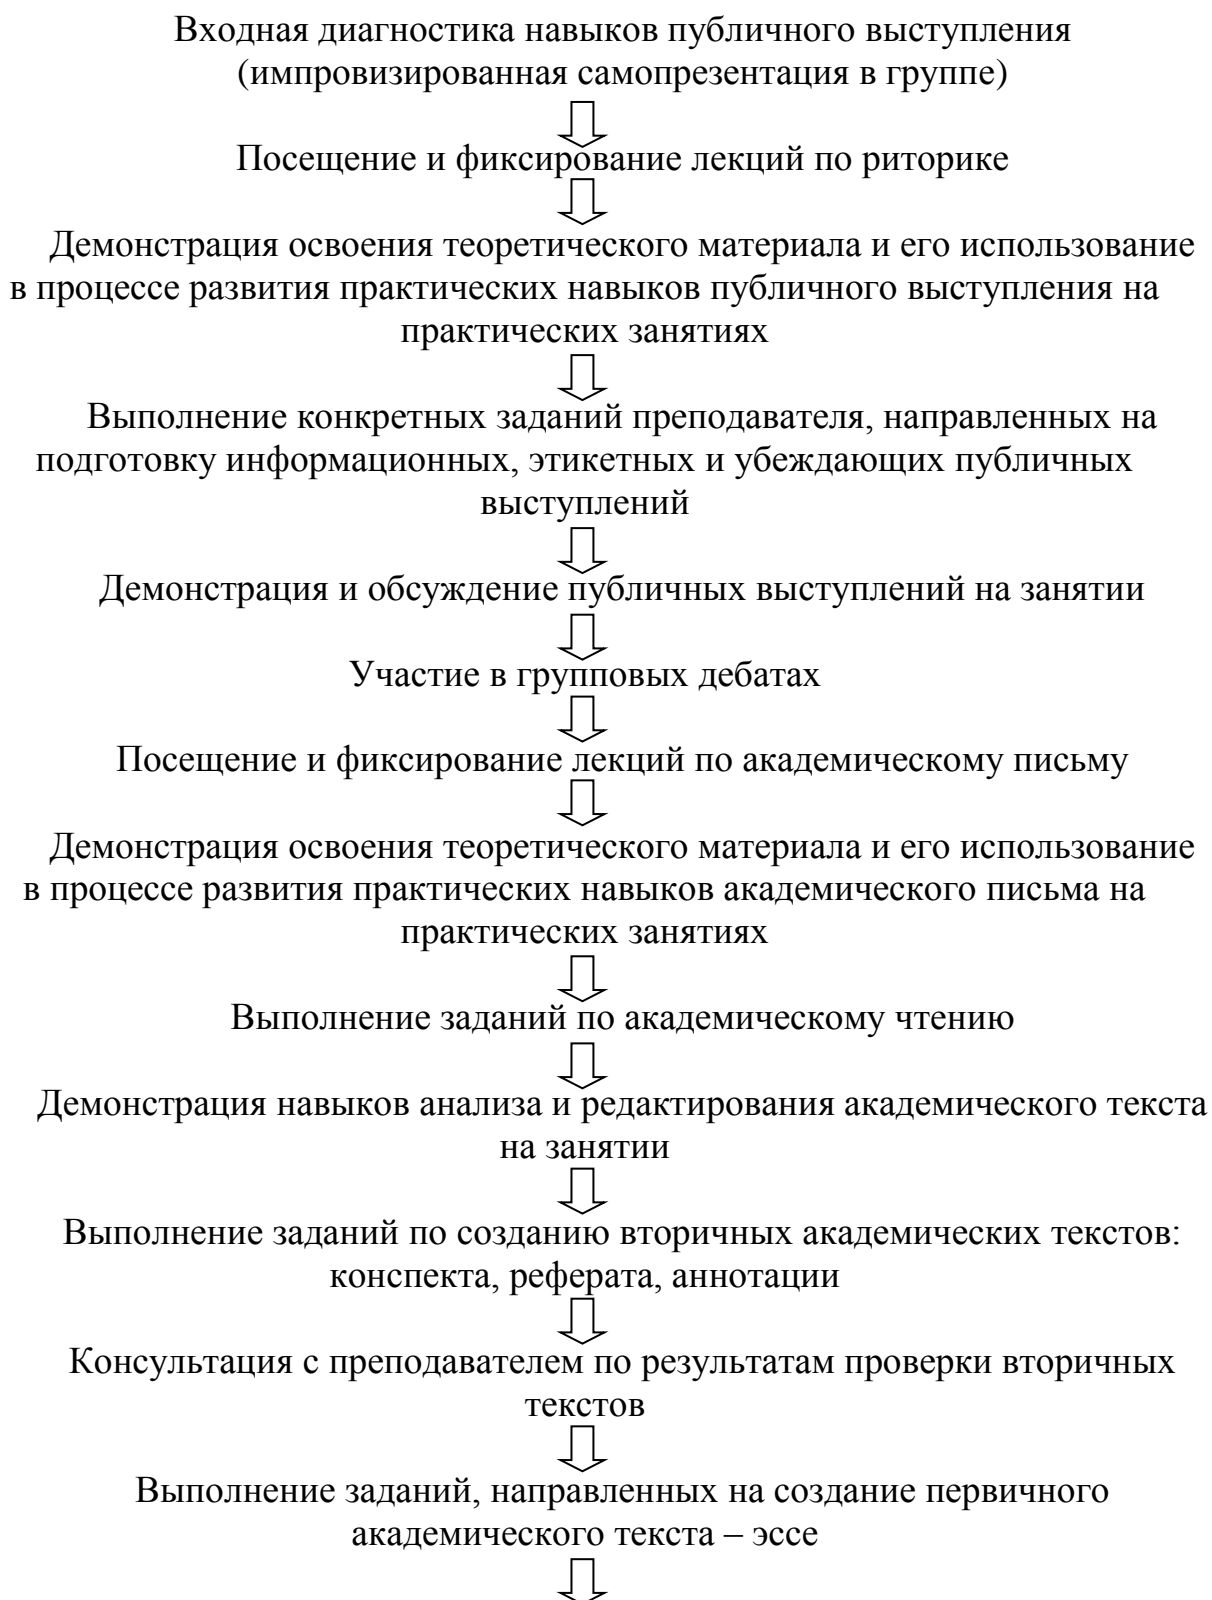 Входная диагностика навыков публичного выступления
(импровизированная самопрезентация в группе)
Посещение и фиксирование лекций по риторике
Демонстрация освоения теоретического материала и его использование
в процессе развития практических навыков публичного выступления на
практических занятиях
Выполнение конкретных заданий преподавателя, направленных на
подготовку информационных, этикетных и убеждающих публичных
выступлений
Демонстрация и обсуждение публичных выступлений на занятии
Участие в групповых дебатах
Посещение и фиксирование лекций по академическому письму
Демонстрация освоения теоретического материала и его использование
в процессе развития практических навыков академического письма на
практических занятиях
Выполнение заданий по академическому чтению
Демонстрация навыков анализа и редактирования академического текста
на занятии
Выполнение заданий по созданию вторичных академических текстов:
конспекта, реферата, аннотации
Консультация с преподавателем по результатам проверки вторичных
текстов
Выполнение заданий, направленных на создание первичного
академического текста – эссе